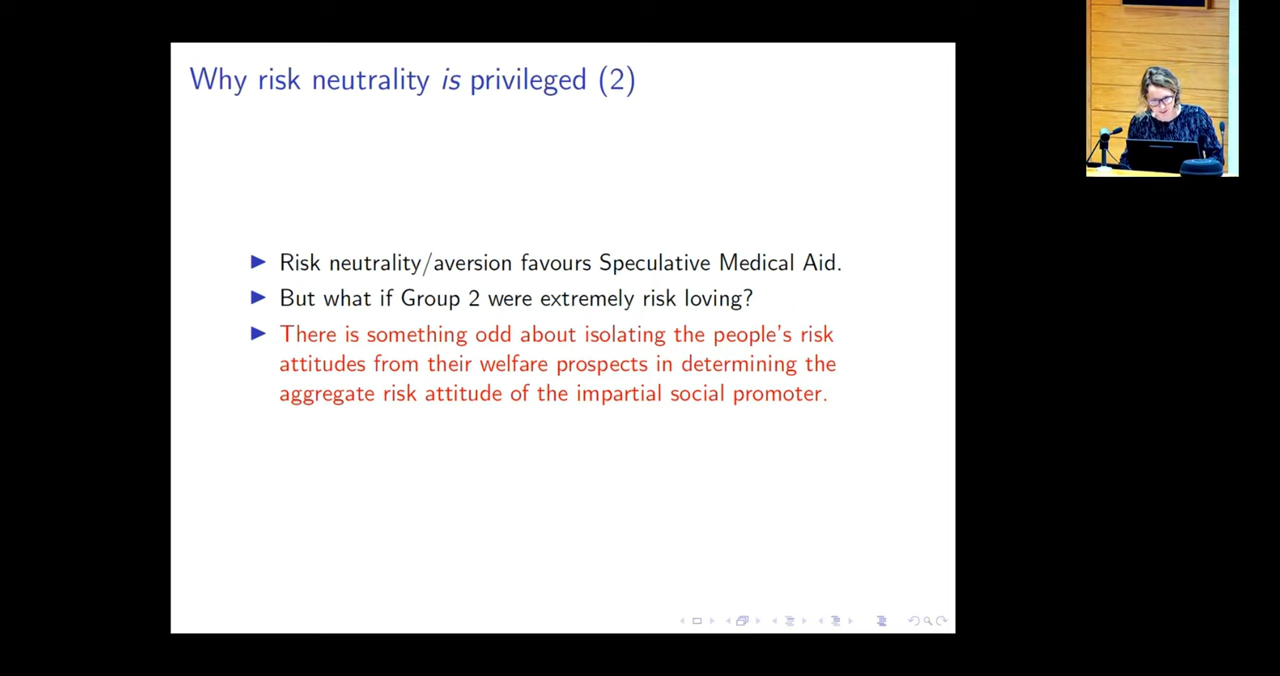 Why risk neutrality is privileged (2)
▶ Risk neutrality/aversion favours Speculative Medical Aid.
▶ But what if Group 2 were extremely risk loving?
▶ There is something odd about isolating the people's risk
attitudes from their welfare prospects in determining the
aggregate risk attitude of the impartial social promoter.